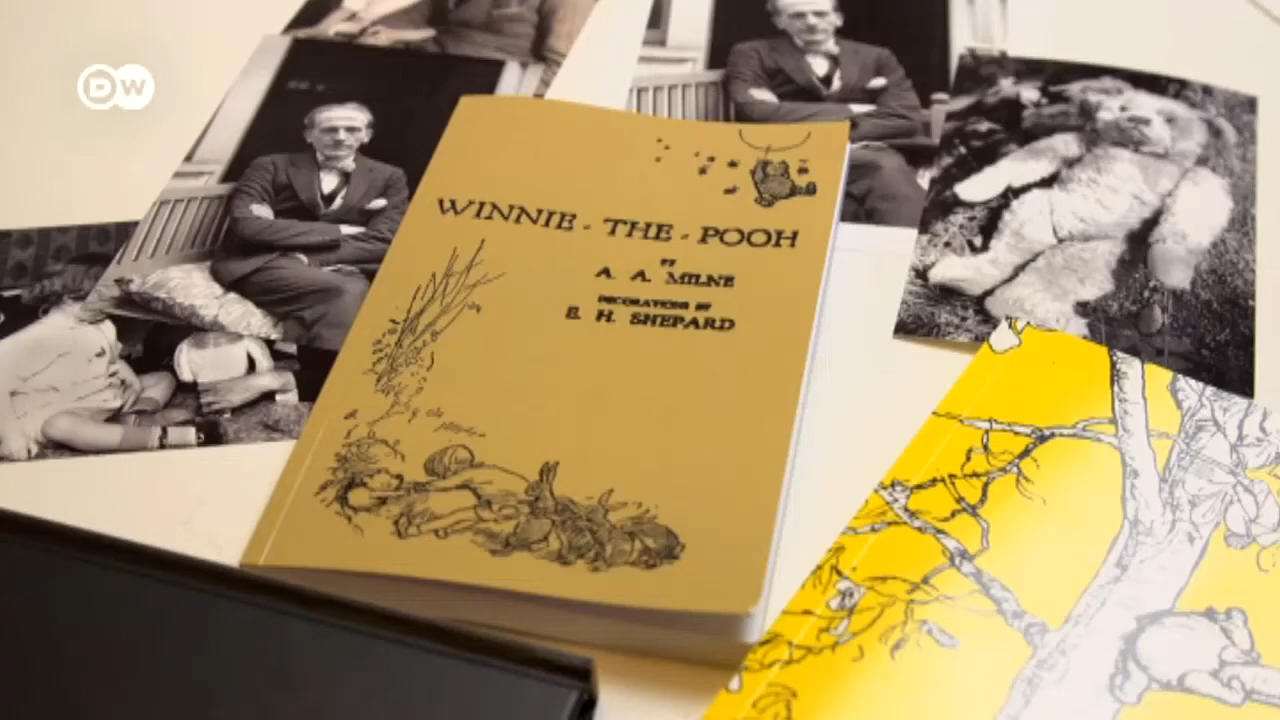 DW
WINNIE-THE-POOH
BY
A. A. MILNE
DECORATIONS BY
E. H. SHEPARD